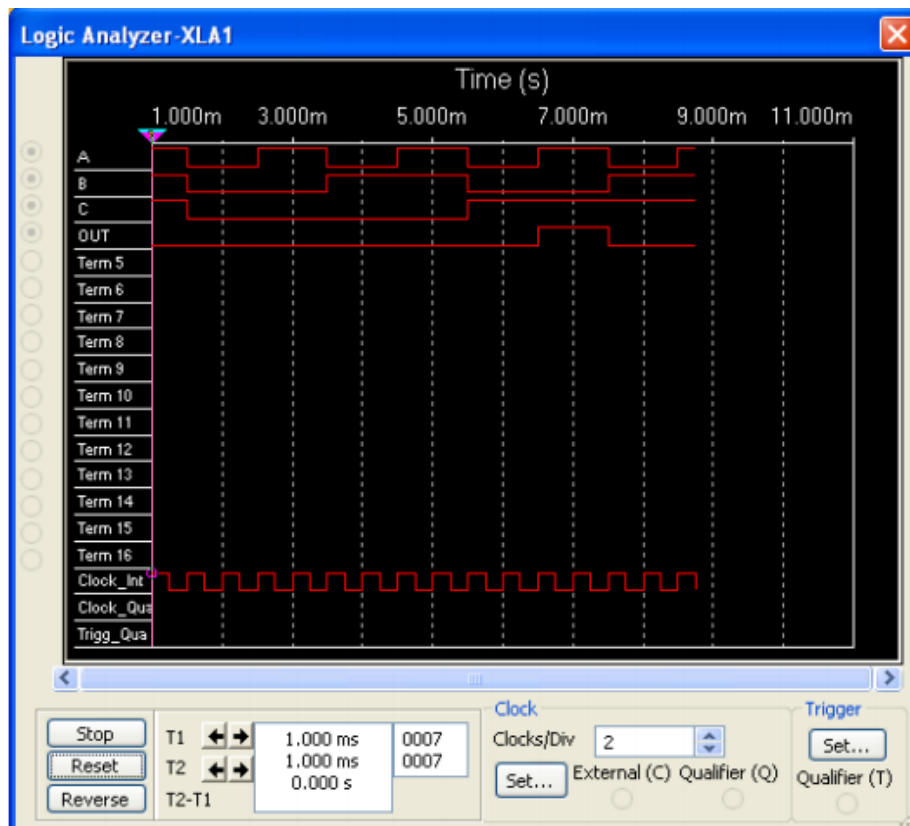 Logic Analyzer-XLA1
Time (s)
1.000m 3.000m 5.000m 7.000m 9.000m 11.000m
A
B
C
OUT
Term 5
Term 6
Term 7
Term 8
Term 9
Term 10
Term 11
Term 12
Term 13
Term 14
Term 15
Term 16
Clock_Int
Clock_Qua
Trigg_Qua
Stop
Reset
Reverse
T1 1.000 ms 0007
T2 1.000 ms 0007
T2-T1 0.000 s
Clock
Clocks/Div 2
Set... External (C) Qualifier (Q)
Trigger
Set...
Qualifier (T)